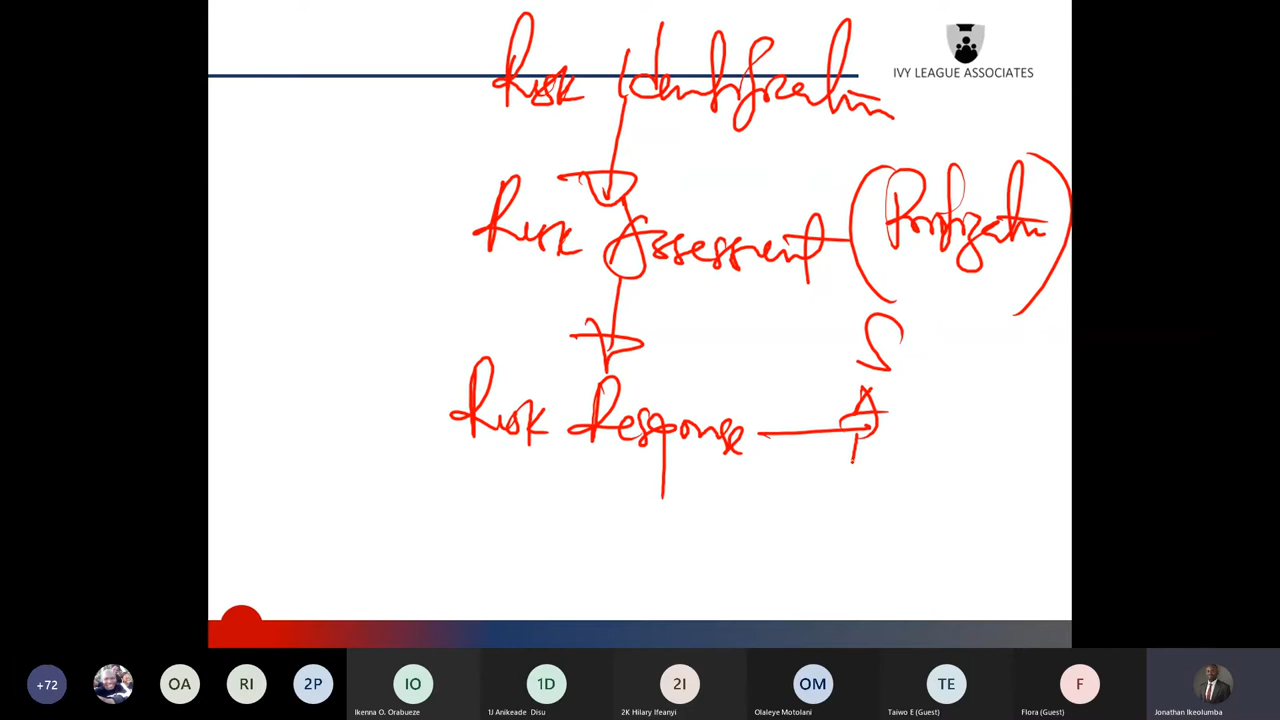 IVY LEAGUE ASSOCIATES
Risk Identification
Risk Assessment
S
A
Risk Response
+72
OA
RI
2P
IO
1D
2I
OM
TE
F
Ikenna O. Orabueze
1J Anikeade Disu
2K Hilary Ifeanyi
Olaleye Motolani
Taiwo E (Guest)
Flora (Guest)
Jonathan Ikeolumba